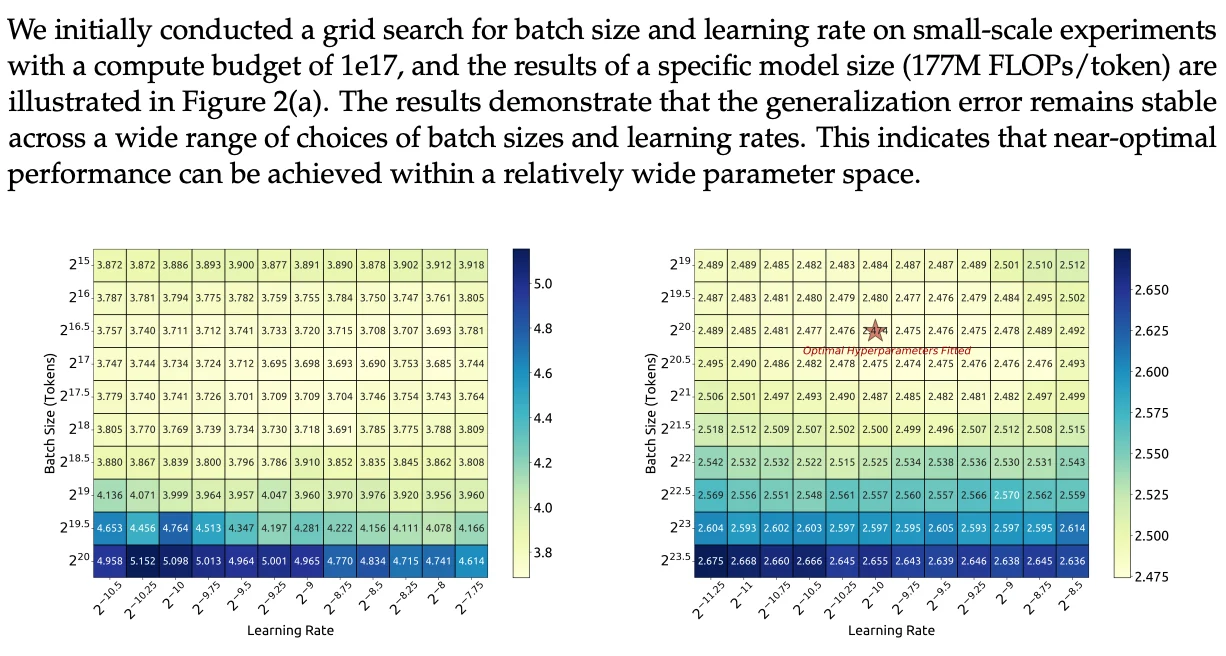 We initially conducted a grid search for batch size and learning rate on small-scale experiments
with a compute budget of 1e17, and the results of a specific model size (177M FLOPs/token) are
illustrated in Figure 2(a). The results demonstrate that the generalization error remains stable
across a wide range of choices of batch sizes and learning rates. This indicates that near-optimal
performance can be achieved within a relatively wide parameter space.
Batch Size (Tokens)
2^15 3.872 3.872 3.886 3.893 3.900 3.877 3.891 3.890 3.878 3.902 3.912 3.918
2^16 3.787 3.781 3.794 3.775 3.782 3.759 3.755 3.784 3.750 3.747 3.761 3.805
2^16.5 3.757 3.740 3.711 3.712 3.741 3.733 3.720 3.715 3.708 3.707 3.693 3.781
2^17 3.747 3.744 3.734 3.724 3.712 3.695 3.698 3.693 3.690 3.753 3.685 3.744
2^17.5 3.779 3.740 3.741 3.726 3.701 3.709 3.709 3.704 3.746 3.754 3.743 3.764
2^18 3.805 3.770 3.769 3.739 3.734 3.730 3.718 3.691 3.785 3.775 3.788 3.809
2^18.5 3.880 3.867 3.839 3.800 3.796 3.786 3.910 3.852 3.835 3.845 3.862 3.808
2^19 4.136 4.071 3.999 3.964 3.957 4.047 3.960 3.970 3.976 3.920 3.956 3.960
2^19.5 4.653 4.456 4.764 4.513 4.347 4.197 4.281 4.222 4.156 4.111 4.078 4.166
2^20 4.958 5.152 5.098 5.013 4.964 5.001 4.965 4.770 4.834 4.715 4.741 4.614
2^−10.5 2^−10.25 2^−10 2^−9.75 2^−9.5 2^−9.25 2^−9 2^−8.75 2^−8.5 2^−8.25 2^−8 2^−7.75
Learning Rate
5.0
4.8
4.6
4.4
4.2
4.0
3.8
Batch Size (Tokens)
2^19 2.489 2.489 2.485 2.482 2.483 2.484 2.487 2.487 2.489 2.501 2.510 2.512
2^19.5 2.487 2.483 2.481 2.480 2.479 2.480 2.477 2.476 2.479 2.484 2.495 2.502
2^20 2.489 2.485 2.481 2.477 2.476 2.474 2.475 2.476 2.475 2.478 2.489 2.492
Optimal Hyperparameters Fitted
2^20.5 2.495 2.490 2.486 2.482 2.478 2.475 2.474 2.475 2.476 2.476 2.476 2.493
2^21 2.506 2.501 2.497 2.493 2.490 2.487 2.485 2.482 2.481 2.482 2.497 2.499
2^21.5 2.518 2.512 2.509 2.507 2.502 2.500 2.499 2.496 2.507 2.512 2.508 2.515
2^22 2.542 2.532 2.532 2.522 2.515 2.525 2.534 2.538 2.536 2.530 2.531 2.543
2^22.5 2.569 2.556 2.551 2.548 2.561 2.557 2.560 2.557 2.566 2.570 2.562 2.559
2^23 2.604 2.593 2.602 2.603 2.597 2.597 2.595 2.605 2.593 2.597 2.595 2.614
2^23.5 2.675 2.668 2.660 2.666 2.645 2.655 2.643 2.639 2.646 2.638 2.645 2.636
2^−11.25 2^−11 2^−10.75 2^−10.5 2^−10.25 2^−10 2^−9.75 2^−9.5 2^−9.25 2^−9 2^−8.75 2^−8.5
Learning Rate
2.650
2.625
2.600
2.575
2.550
2.525
2.500
2.475